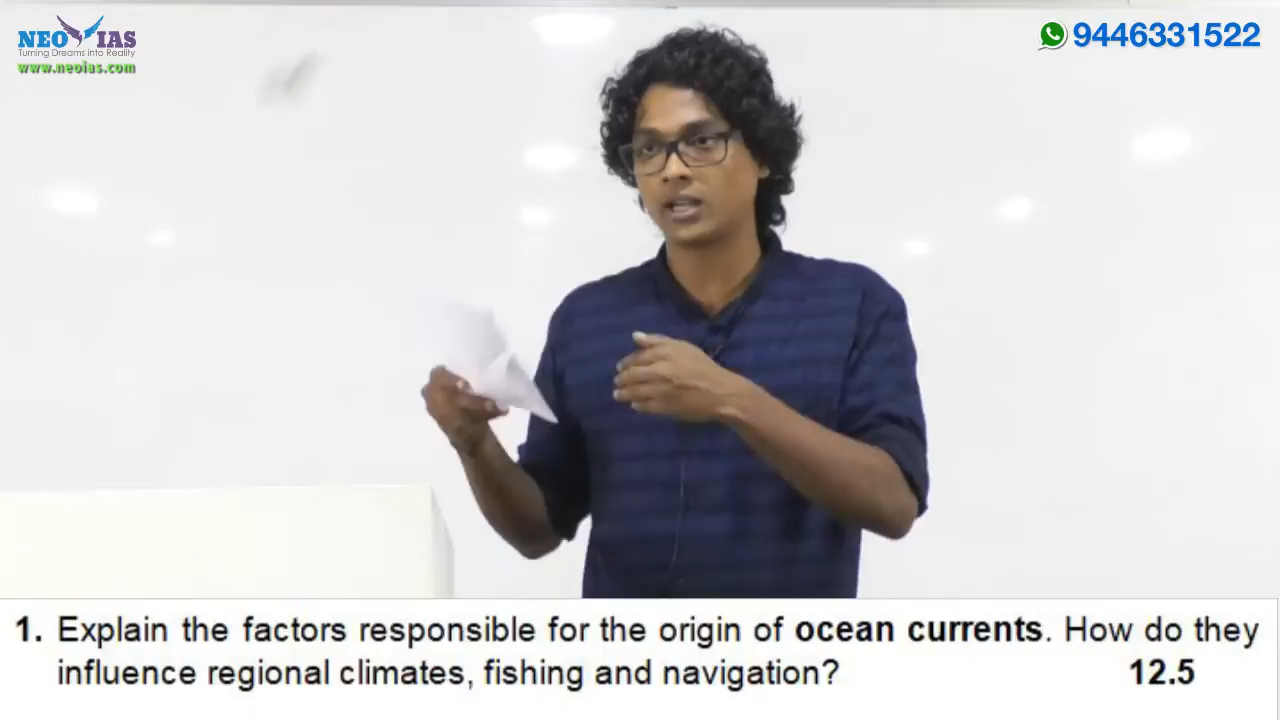 NEO IAS
Turning Dreams into Reality
www.neoias.com
9446331522
1. Explain the factors responsible for the origin of ocean currents. How do they
influence regional climates, fishing and navigation? 12.5